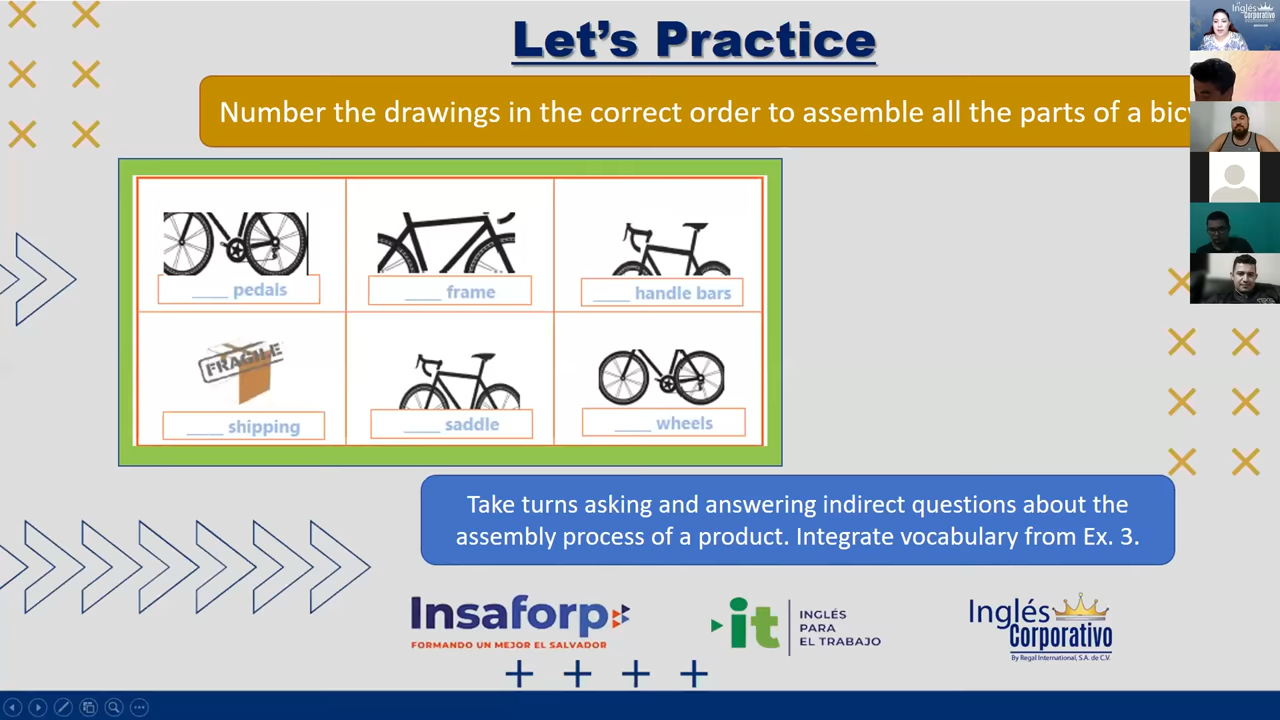 Let's Practice
Number the drawings in the correct order to assemble all the parts of a
____ pedals
____ frame
____ handle bars
FRAGILE
____ shipping
____ saddle
____ wheels
Take turns asking and answering indirect questions about the
assembly process of a product. Integrate vocabulary from Ex. 3.
Insaforp
FORMANDO UN MEJOR EL SALVADOR
it
INGLÉS
PARA
EL TRABAJO
Inglés
Corporativo
By Regal International, S.A. de C.V.
Inglés
Corporativo